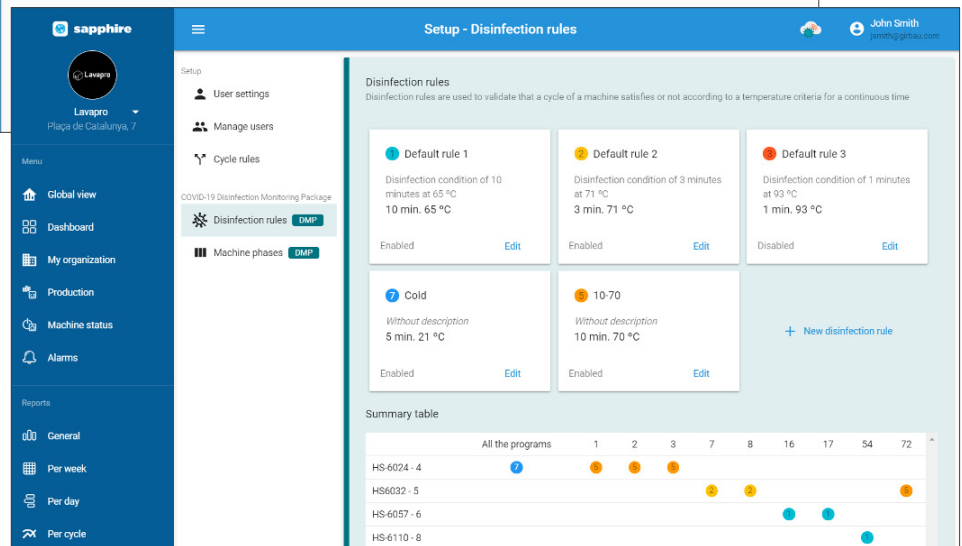 sapphire
Setup - Disinfection rules
John Smith
jsmith@girbau.com
Lavapro
Lavapro
Plaça de Catalunya, 7
Menu
Global view
Dashboard
My organization
Production
Machine status
Alarms
Reports
General
Per week
Per day
Per cycle
Setup
User settings
Manage users
Cycle rules
COVID-19 Disinfection Monitoring Package
Disinfection rules DMP
Machine phases DMP
Disinfection rules
Disinfection rules are used to validate that a cycle of a machine satisfies or not according to a temperature criteria for a continuous time
1 Default rule 1
Disinfection condition of 10
minutes at 65 ºC
10 min. 65 ºC
Enabled Edit
2 Default rule 2
Disinfection condition of 3 minutes
at 71 ºC
3 min. 71 ºC
Enabled Edit
3 Default rule 3
Disinfection condition of 1 minutes
at 93 ºC
1 min. 93 ºC
Disabled Edit
7 Cold
Without description
5 min. 21 ºC
Enabled Edit
5 10-70
Without description
10 min. 70 ºC
Enabled Edit
+ New disinfection rule
Summary table
All the programs 1 2 3 7 8 16 17 54 72
HS-6024 - 4 7 5 5 5
HS6032 - 5 2 2 5
HS-6057 - 6 1 1
HS-6110 - 8 1